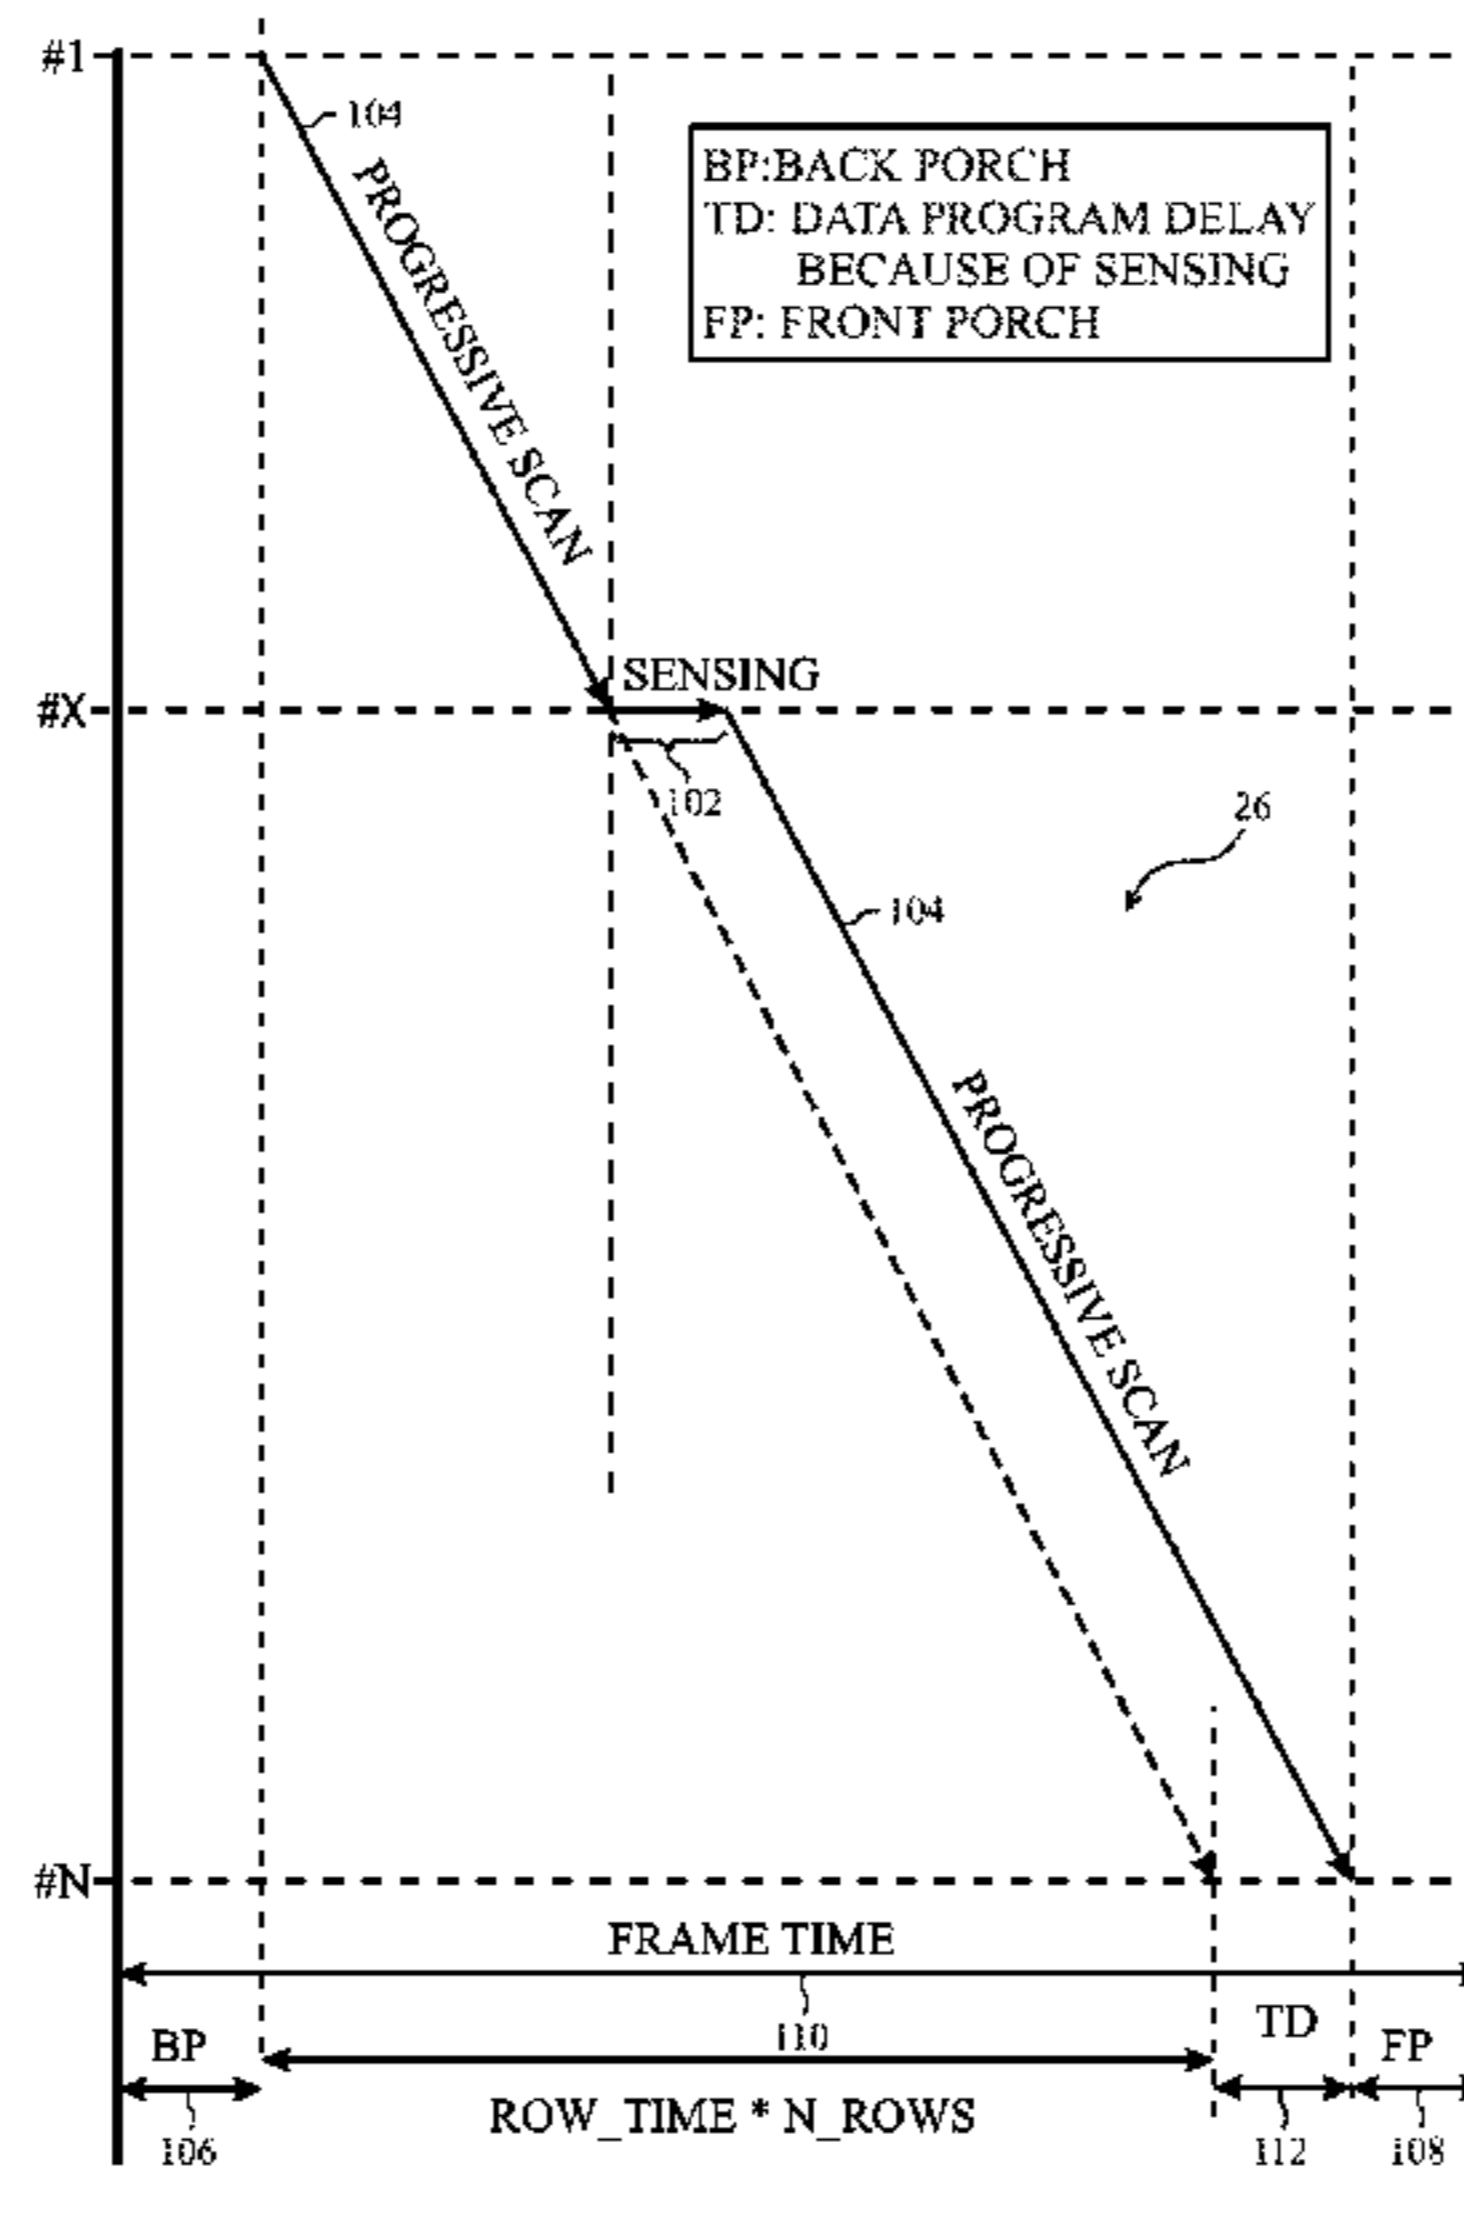 #1
104
PROGRESSIVE SCAN
BP:BACK PORCH
TD: DATA PROGRAM DELAY
BECAUSE OF SENSING
FP: FRONT PORCH
SENSING
#X
102
26
104
PROGRESSIVE SCAN
#N
FRAME TIME
110
BP
TD
FP
ROW_TIME * N_ROWS
106
112
108